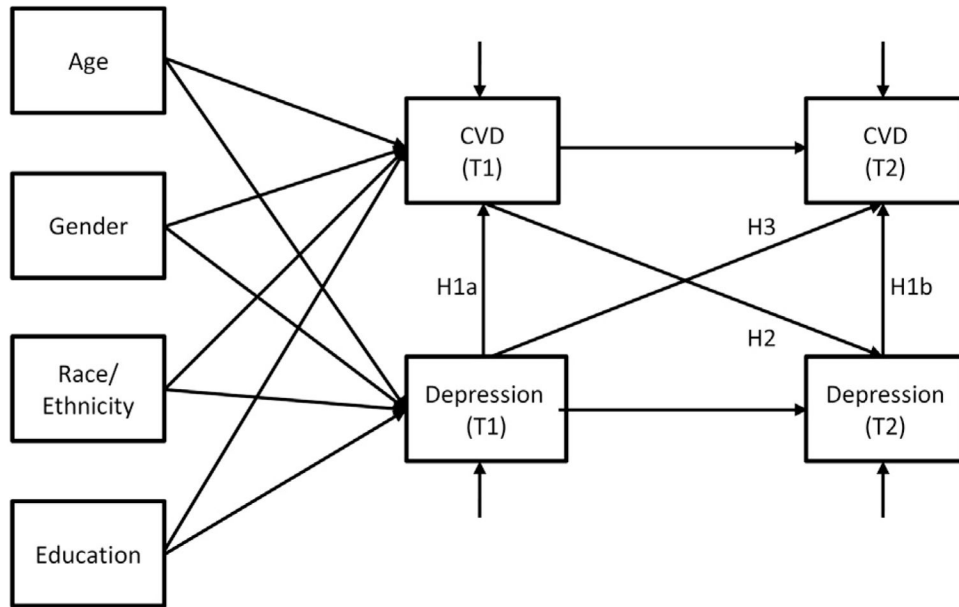 Age
Gender
Race/
Ethnicity
Education
CVD
(T1)
CVD
(T2)
H1a
H3
H2
H1b
Depression
(T1)
Depression
(T2)